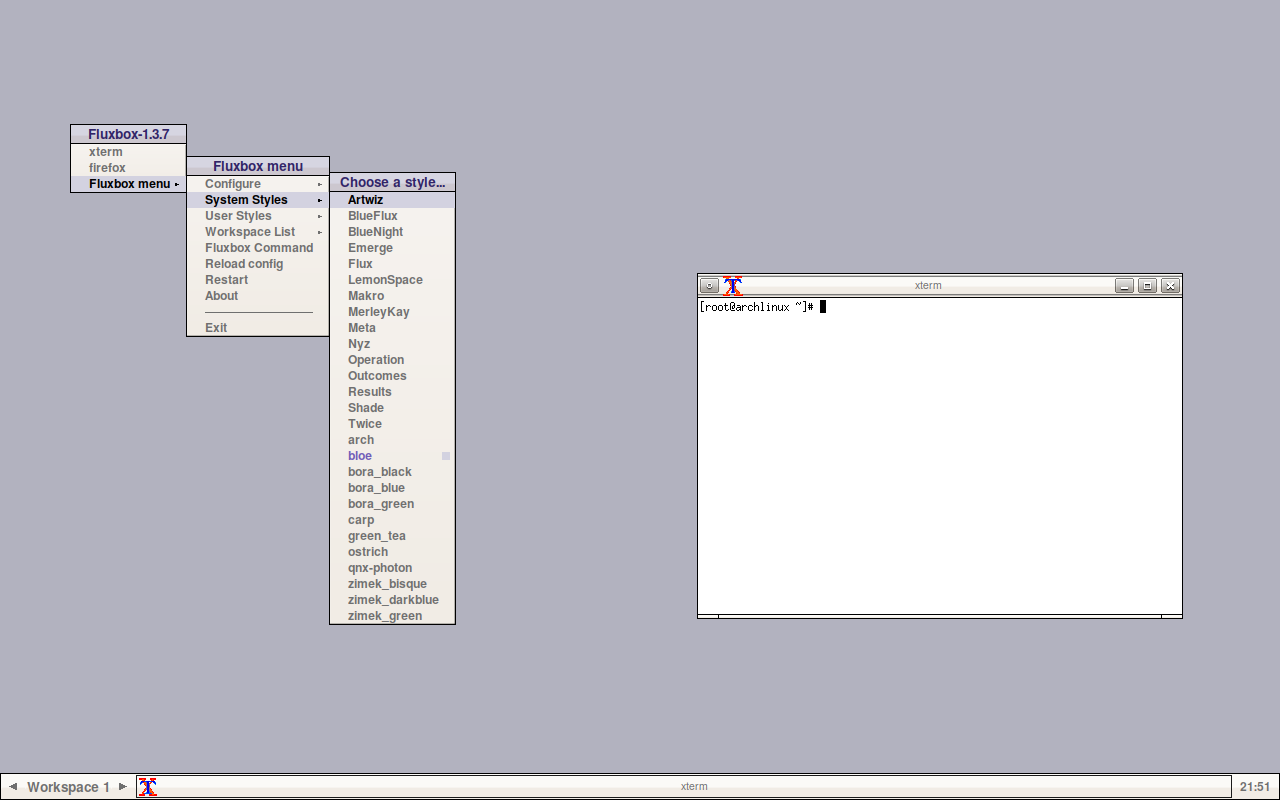 Fluxbox-1.3.7
xterm
firefox
Fluxbox menu
Fluxbox menu
Configure
System Styles
User Styles
Workspace List
Fluxbox Command
Reload config
Restart
About
Exit
Choose a style...
Artwiz
BlueFlux
BlueNight
Emerge
Flux
LemonSpace
Makro
MerleyKay
Meta
Nyz
Operation
Outcomes
Results
Shade
Twice
arch
bloe
bora_black
bora_blue
bora_green
carp
green_tea
ostrich
qnx-photon
zimek_bisque
zimek_darkblue
zimek_green
xterm
[root@archlinux ~]#
Workspace 1
xterm
21:51